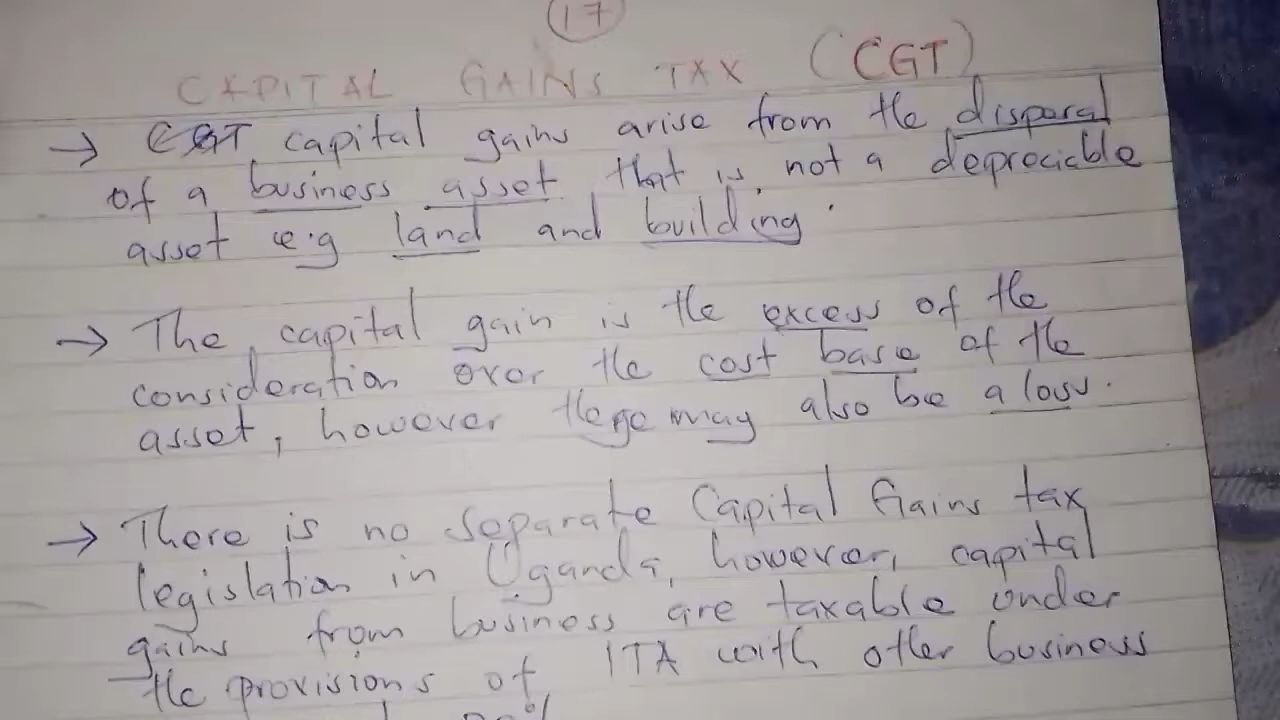 17
CAPITAL GAINS TAX (CGT)
→ CGT capital gains arise from the disposal
of a business asset that is not a depreciable
asset e.g land and building.
→ The capital gain is the excess of the
consideration over the cost base of the
asset, however there may also be a loss.
→ There is no separate Capital Gains tax
legislation in Uganda, however, capital
gains from business are taxable under
the provisions of ITA with other business